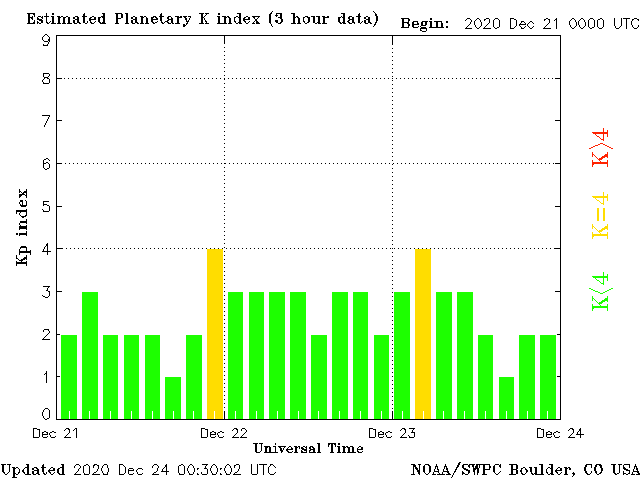 Estimated Planetary K index (3 hour data) Begin: 2020 Dec 21 0000 UTC
9
8
7
6
5
4
3
2
1
0
Kp index
K>4
K=4
K<4
Dec 21 Dec 22 Dec 23 Dec 24
Universal Time
Updated 2020 Dec 24 00:30:02 UTC NOAA/SWPC Boulder, CO USA